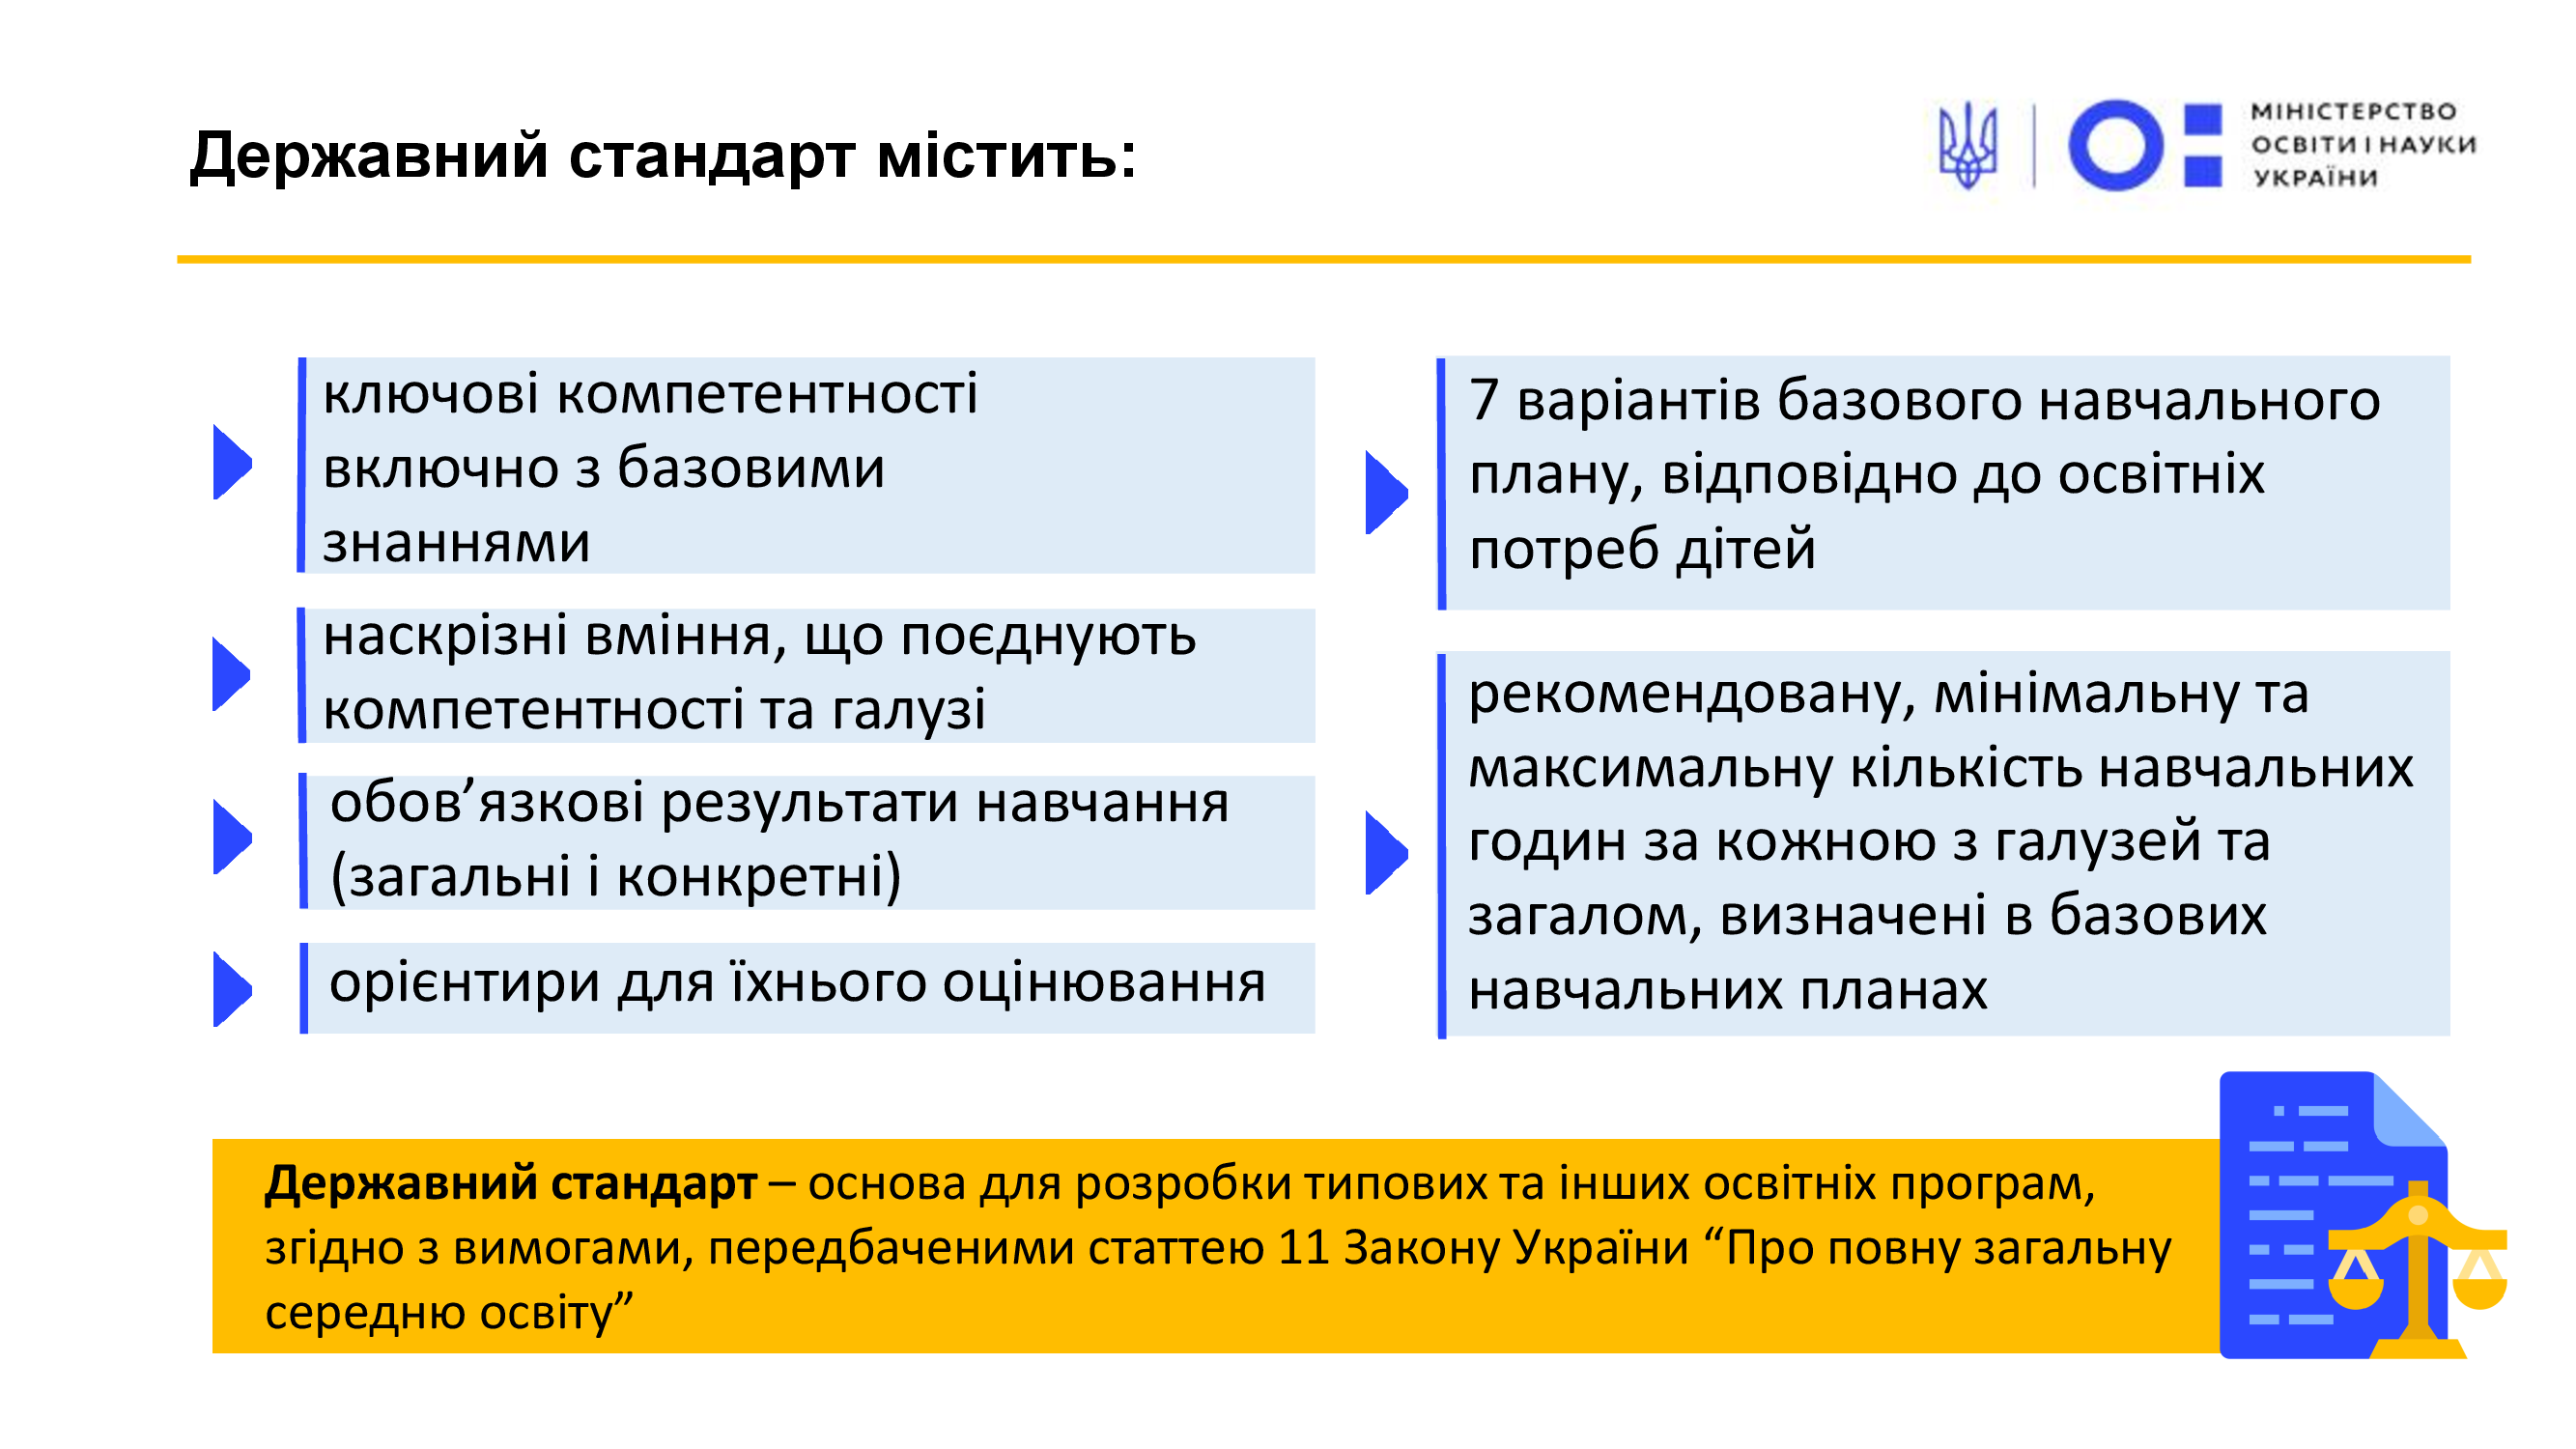 Державний стандарт містить:
МІНІСТЕРСТВО
ОСВІТИ І НАУКИ
УКРАЇНИ
ключові компетентності
включно з базовими
знаннями
наскрізні вміння, що поєднують
компетентності та галузі
обов’язкові результати навчання
(загальні і конкретні)
орієнтири для їхнього оцінювання
7 варіантів базового навчального
плану, відповідно до освітніх
потреб дітей
рекомендовану, мінімальну та
максимальну кількість навчальних
годин за кожною з галузей та
загалом, визначені в базових
навчальних планах
Державний стандарт – основа для розробки типових та інших освітніх програм,
згідно з вимогами, передбаченими статтею 11 Закону України “Про повну загальну
середню освіту”